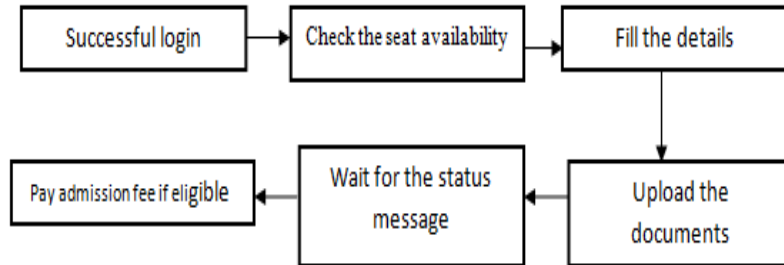 Successful login
Check the seat availability
Fill the details
Upload the
documents
Wait for the status
message
Pay admission fee if eligible